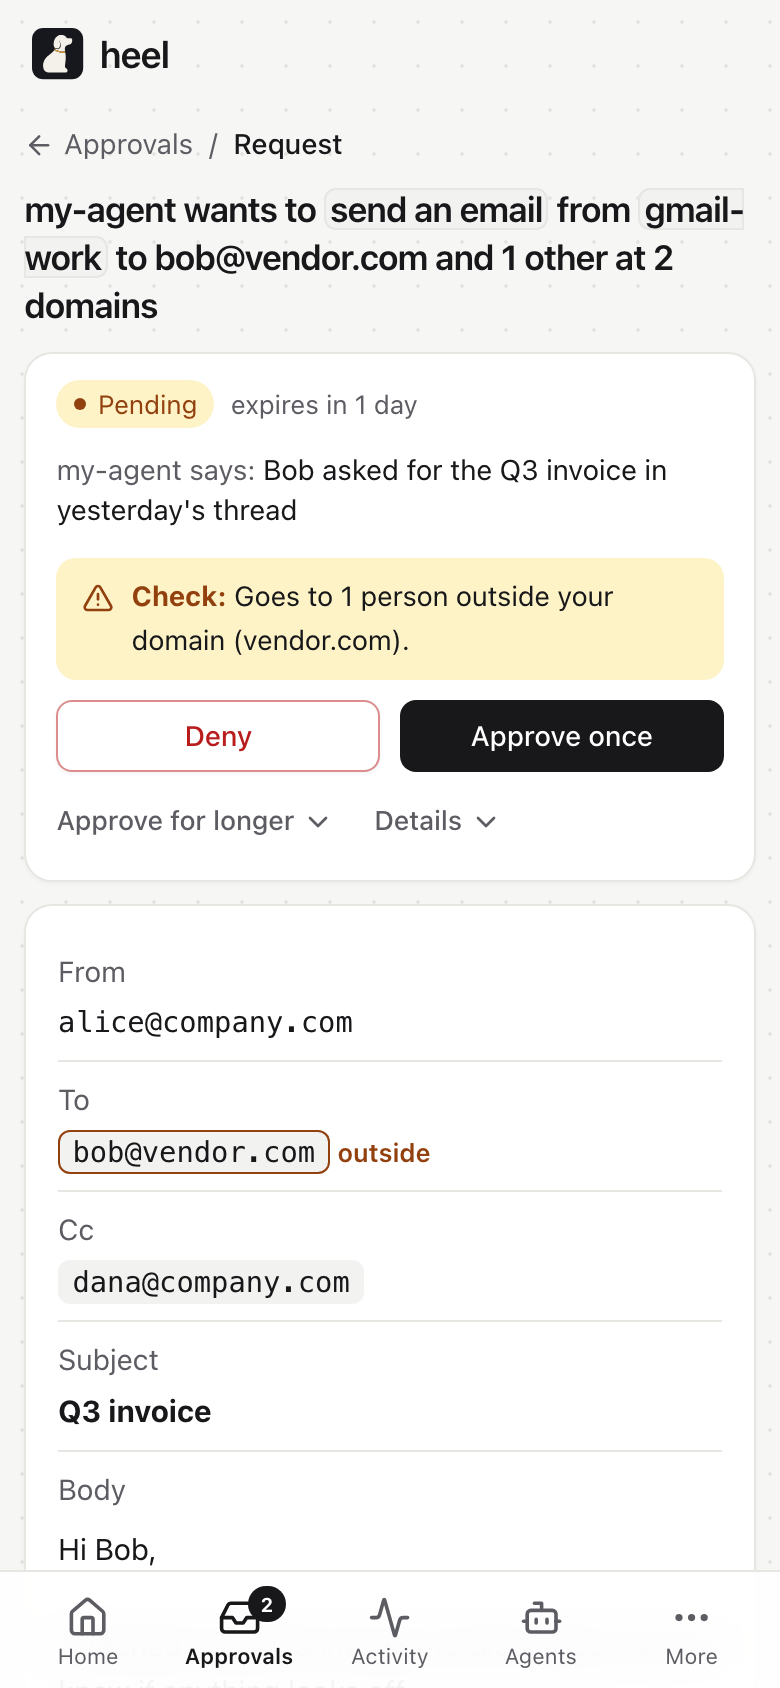 heel
← Approvals / Request
my-agent wants to send an email from gmail-
work to bob@vendor.com and 1 other at 2
domains
Pending expires in 1 day
my-agent says: Bob asked for the Q3 invoice in
yesterday's thread
Check: Goes to 1 person outside your
domain (vendor.com).
Deny Approve once
Approve for longer Details
From
alice@company.com
To
bob@vendor.com outside
Cc
dana@company.com
Subject
Q3 invoice
Body
Hi Bob,
2
Home Approvals Activity Agents More